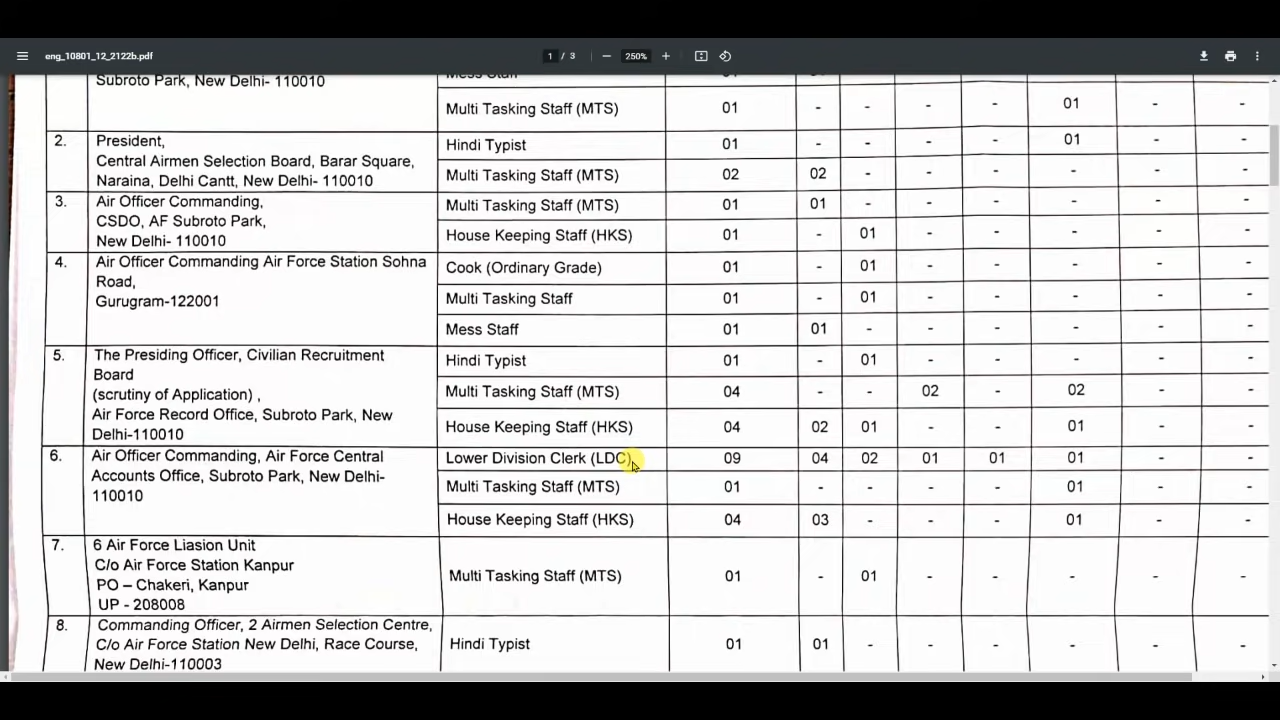 eng_10801_12_2122b.pdf 1 / 3 250%
Subroto Park, New Delhi- 110010 Mess Staff
Multi Tasking Staff (MTS) 01 - - - - 01 - -
2. President, Hindi Typist 01 - - - - 01 - -
Central Airmen Selection Board, Barar Square,
Naraina, Delhi Cantt, New Delhi- 110010 Multi Tasking Staff (MTS) 02 02 - - - - - -
3. Air Officer Commanding, Multi Tasking Staff (MTS) 01 01 - - - - - -
CSDO, AF Subroto Park,
New Delhi- 110010 House Keeping Staff (HKS) 01 - 01 - - - - -
4. Air Officer Commanding Air Force Station Sohna Cook (Ordinary Grade) 01 - 01 - - - - -
Road,
Gurugram-122001 Multi Tasking Staff 01 - 01 - - - - -
Mess Staff 01 01 - - - - - -
5. The Presiding Officer, Civilian Recruitment Hindi Typist 01 - 01 - - - - -
Board
(scrutiny of Application) , Multi Tasking Staff (MTS) 04 - - 02 - 02 - -
Air Force Record Office, Subroto Park, New House Keeping Staff (HKS) 04 02 01 - - 01 - -
Delhi-110010
6. Air Officer Commanding, Air Force Central Lower Division Clerk (LDC) 09 04 02 01 01 01 - -
Accounts Office, Subroto Park, New Delhi- Multi Tasking Staff (MTS) 01 - - - - 01 - -
110010 House Keeping Staff (HKS) 04 03 - - - 01 - -
7. 6 Air Force Liasion Unit
C/o Air Force Station Kanpur Multi Tasking Staff (MTS) 01 - 01 - - - - -
PO – Chakeri, Kanpur
UP - 208008
8. Commanding Officer, 2 Airmen Selection Centre,
C/o Air Force Station New Delhi, Race Course, Hindi Typist 01 01 - - - - - -
New Delhi-110003